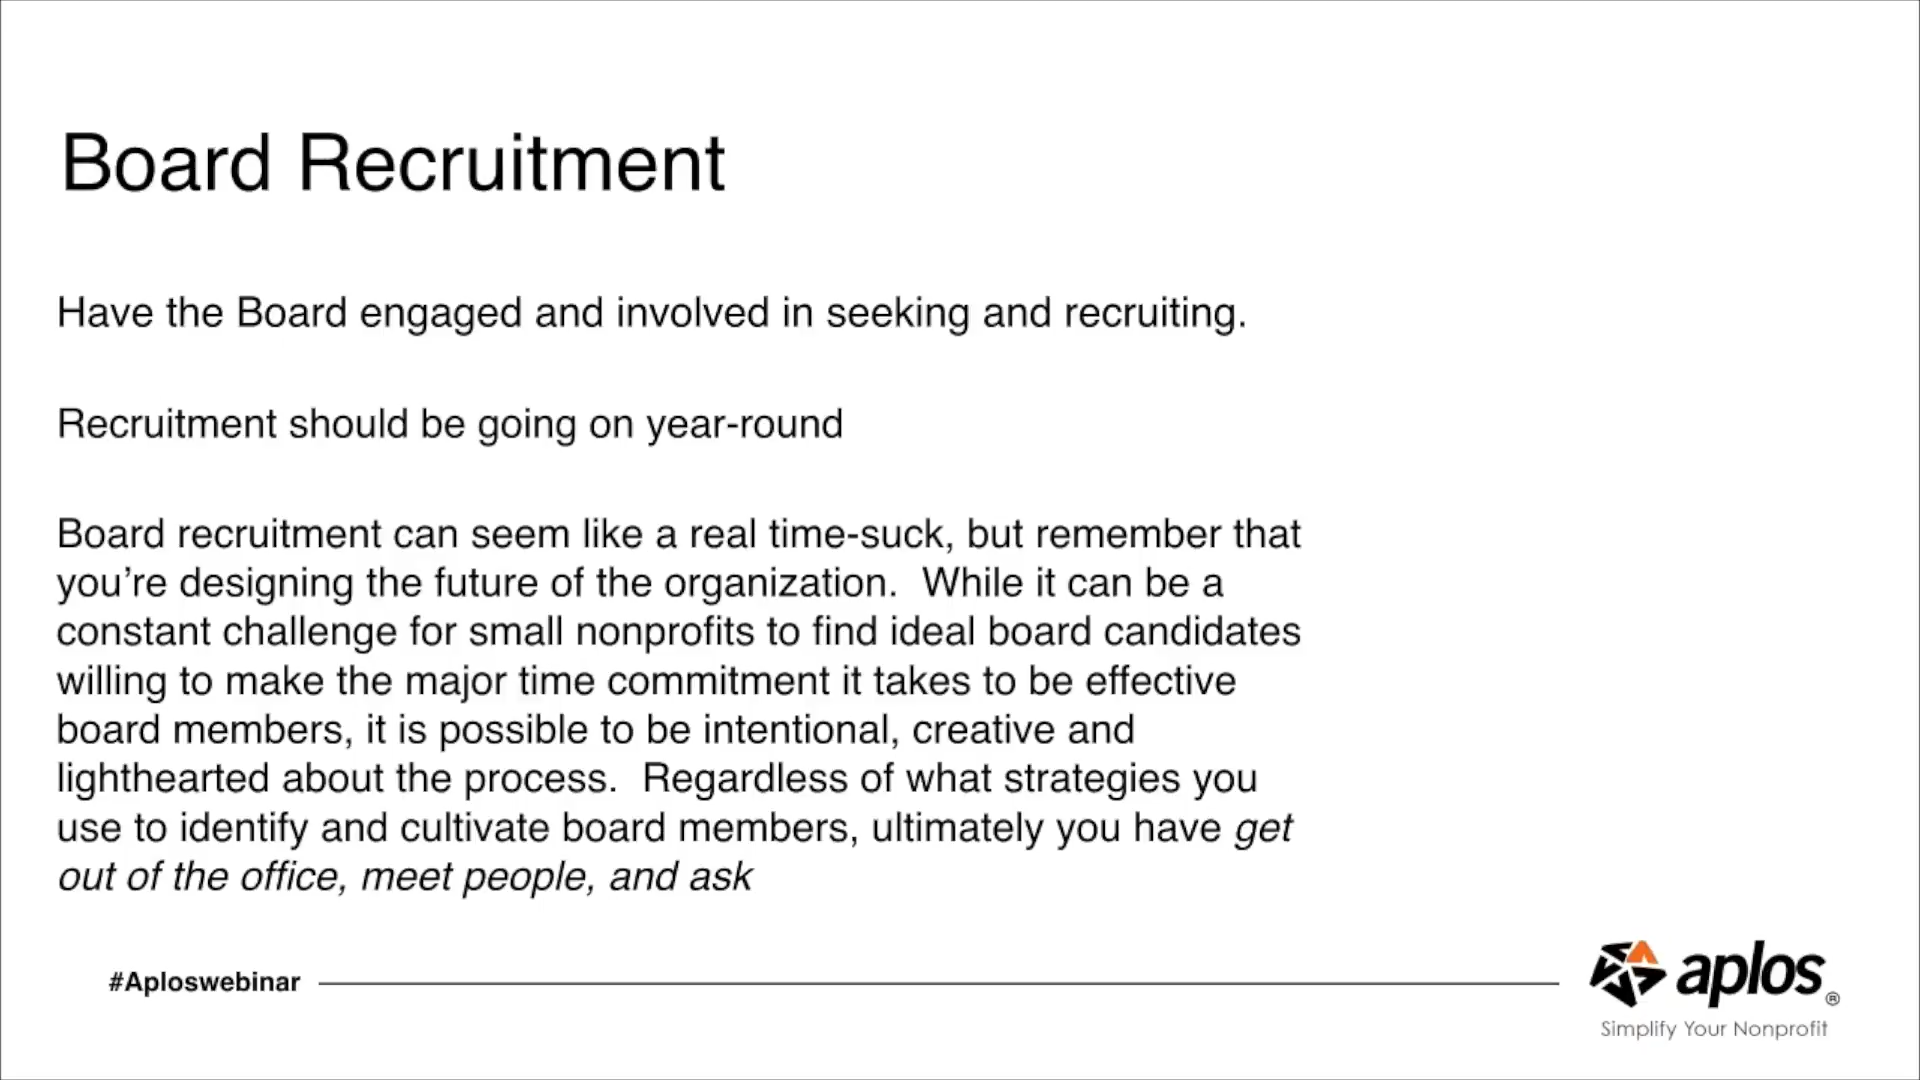 Board Recruitment
Have the Board engaged and involved in seeking and recruiting.
Recruitment should be going on year-round
Board recruitment can seem like a real time-suck, but remember that
you’re designing the future of the organization.  While it can be a
constant challenge for small nonprofits to find ideal board candidates
willing to make the major time commitment it takes to be effective
board members, it is possible to be intentional, creative and
lighthearted about the process.  Regardless of what strategies you
use to identify and cultivate board members, ultimately you have get
out of the office, meet people, and ask
#Aploswebinar
aplos®
Simplify Your Nonprofit